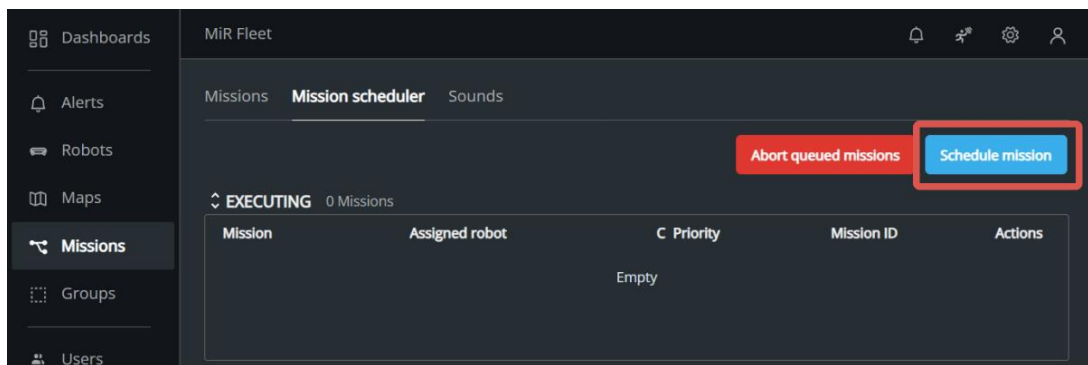 Dashboards
MiR Fleet
Alerts
Robots
Maps
Missions
Groups
Users
Missions Mission scheduler Sounds
Abort queued missions Schedule mission
EXECUTING 0 Missions
Mission Assigned robot C Priority Mission ID Actions
Empty